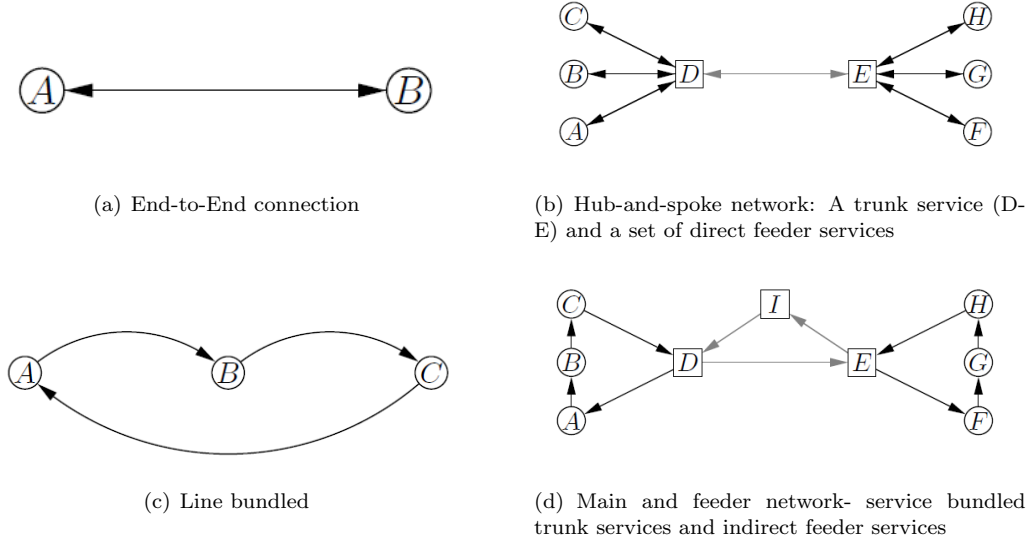 A
B
(a) End-to-End connection
C
H
B
D
E
G
A
F
(b) Hub-and-spoke network: A trunk service (D-
E) and a set of direct feeder services
A
B
C
(c) Line bundled
C
I
H
B
D
E
G
A
F
(d) Main and feeder network- service bundled
trunk services and indirect feeder services